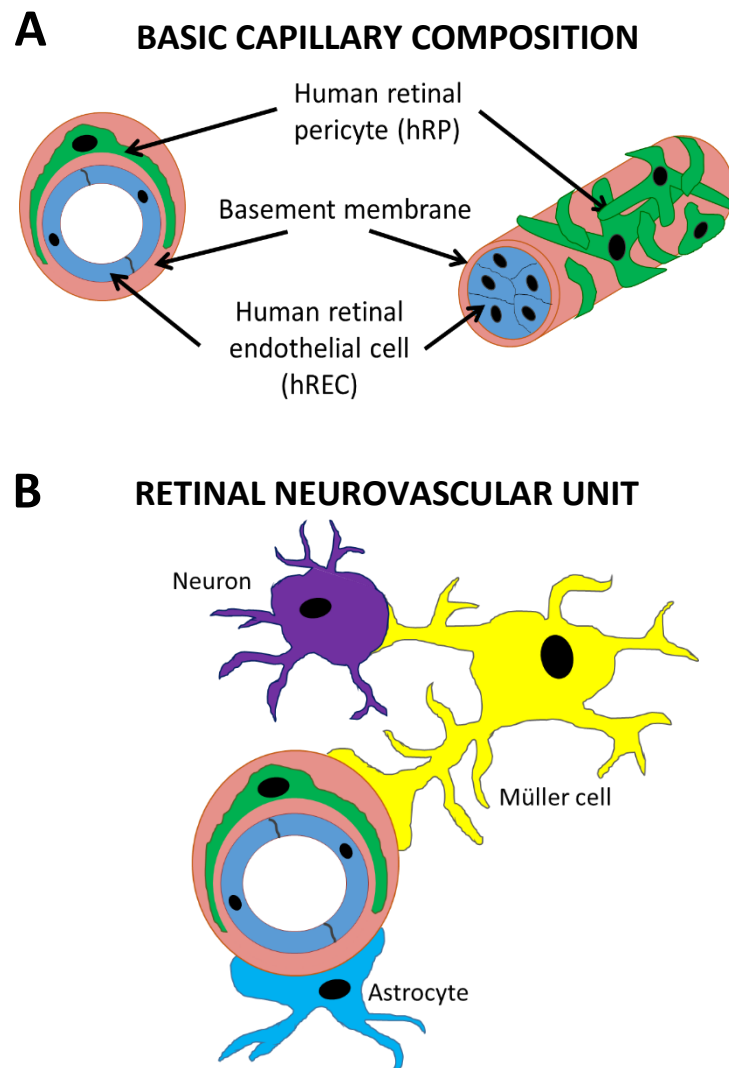 A
BASIC CAPILLARY COMPOSITION
Human retinal
pericyte (hRP)
Basement membrane
Human retinal
endothelial cell
(hREC)
B
RETINAL NEUROVASCULAR UNIT
Neuron
Müller cell
Astrocyte